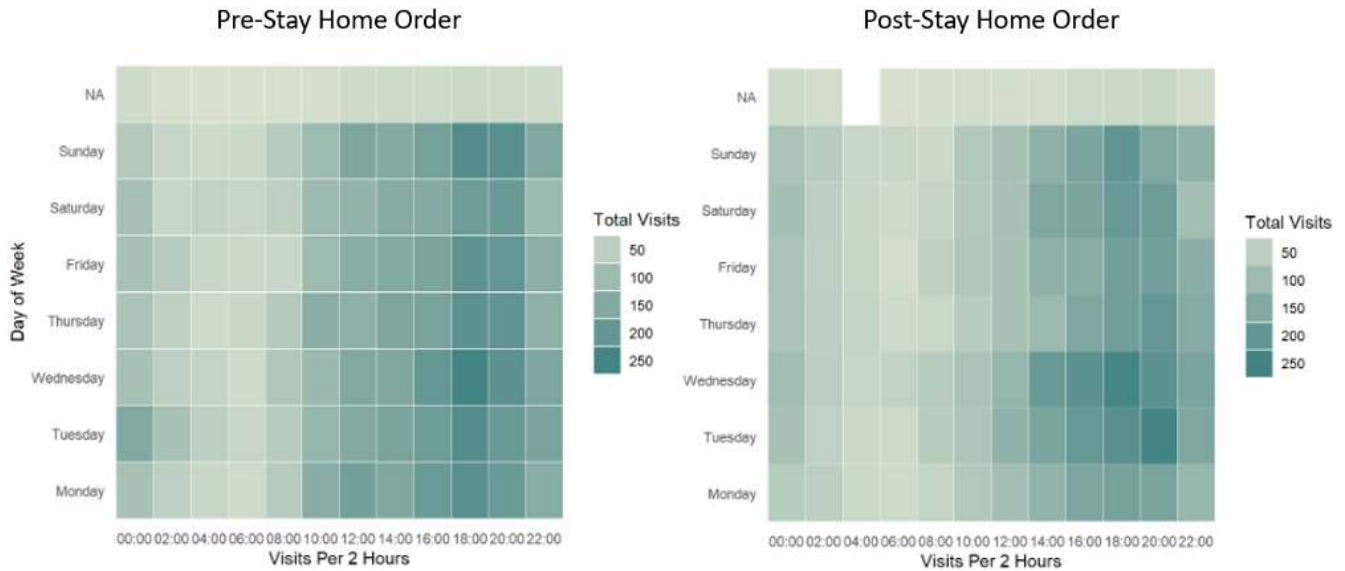 Pre-Stay Home Order
Day of Week
NA
Sunday
Saturday
Friday
Thursday
Wednesday
Tuesday
Monday
00:00 02:00 04:00 06:00 08:00 10:00 12:00 14:00 16:00 18:00 20:00 22:00
Visits Per 2 Hours
Total Visits
50
100
150
200
250
Post-Stay Home Order
NA
Sunday
Saturday
Friday
Thursday
Wednesday
Tuesday
Monday
00:00 02:00 04:00 06:00 08:00 10:00 12:00 14:00 16:00 18:00 20:00 22:00
Visits Per 2 Hours
Total Visits
50
100
150
200
250